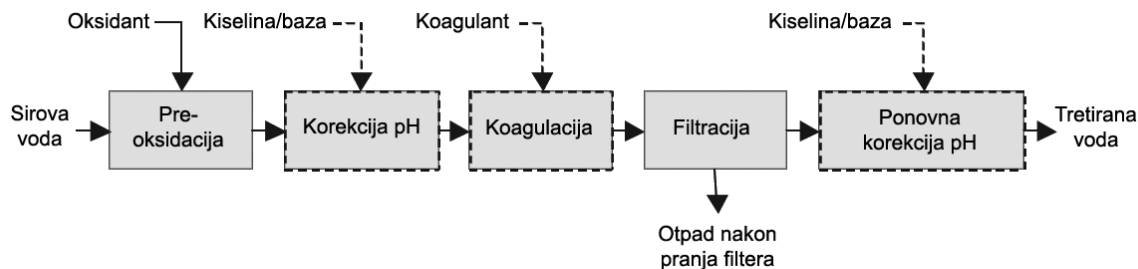 Oksidant
Kiselina/baza
Koagulant
Kiselina/baza
Sirova
voda
Pre-
oksidacija
Korekcija pH
Koagulacija
Filtracija
Ponovna
korekcija pH
Tretirana
voda
Otpad nakon
pranja filtera